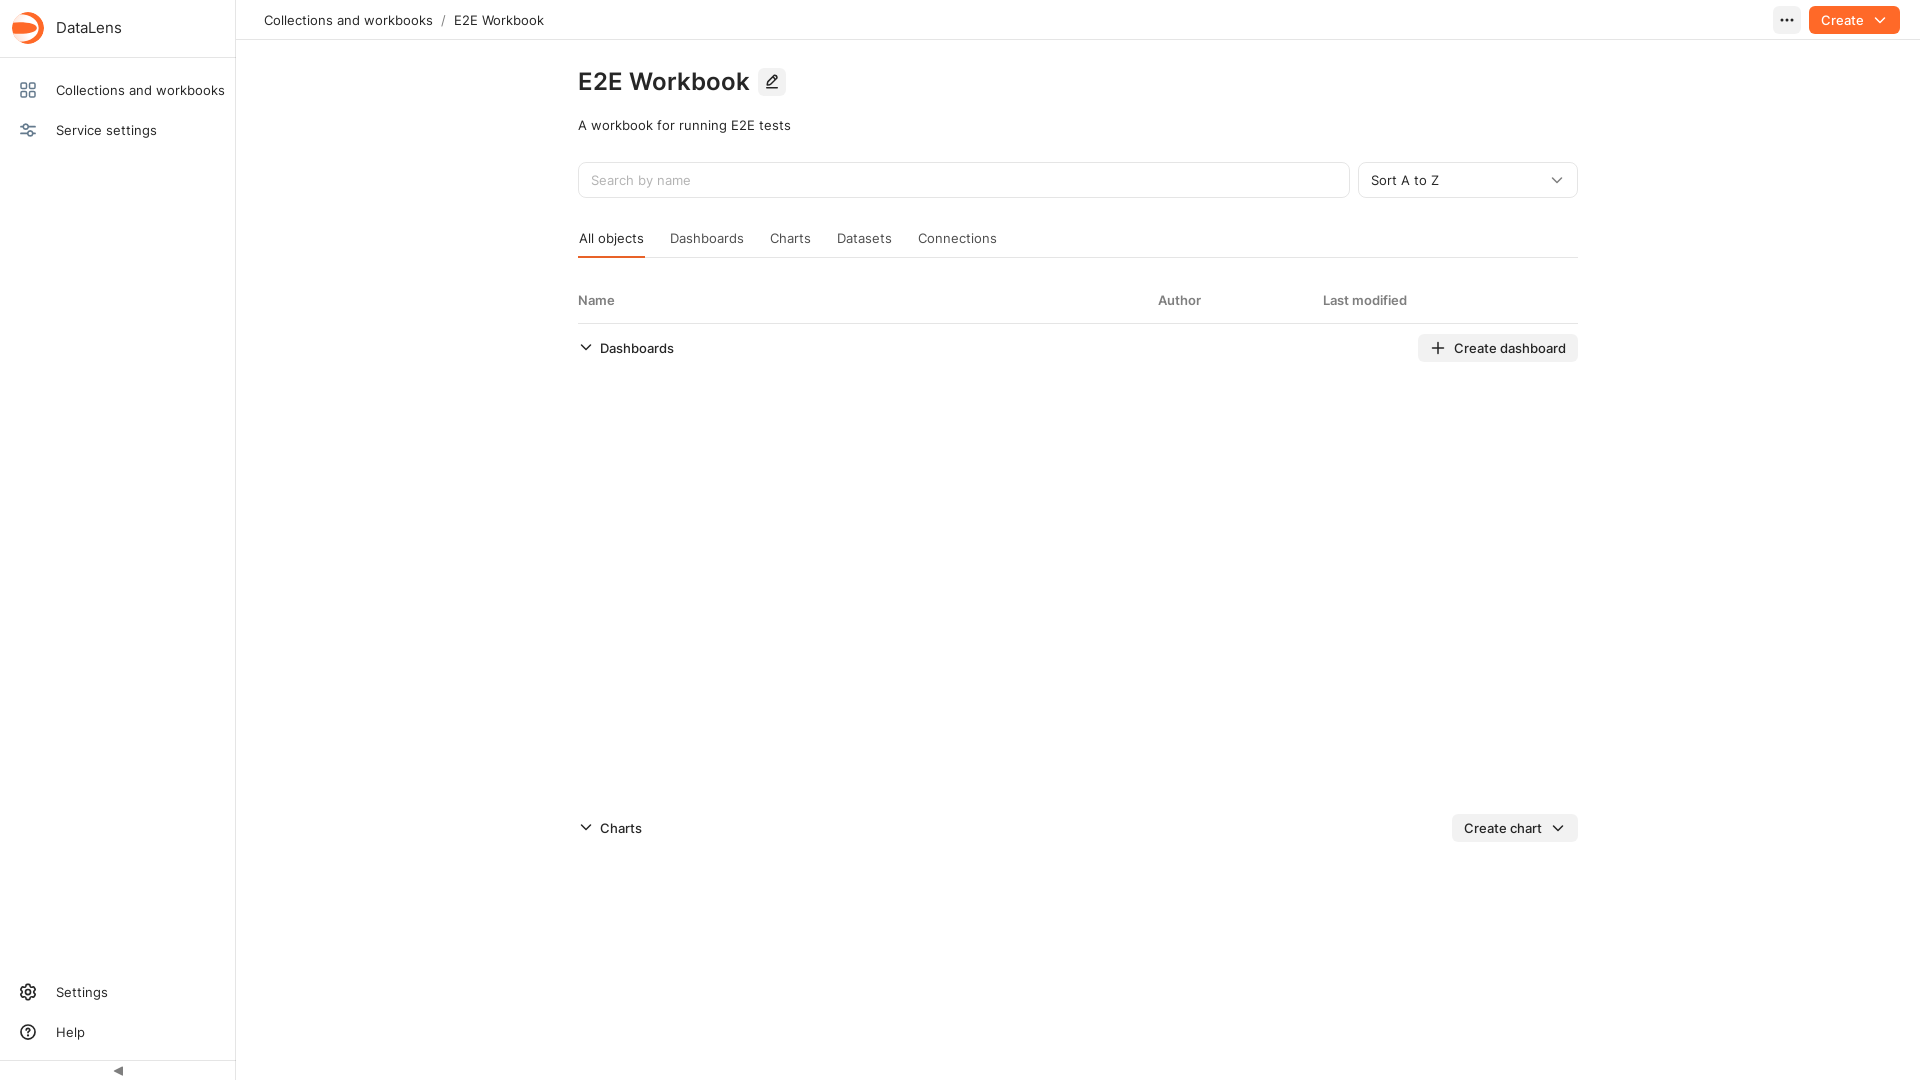 DataLens
Collections and workbooks / E2E Workbook
Create
Collections and workbooks
Service settings
E2E Workbook
A workbook for running E2E tests
Search by name
Sort A to Z
All objects Dashboards Charts Datasets Connections
Name Author Last modified
Dashboards
Create dashboard
Charts
Create chart
Settings
Help